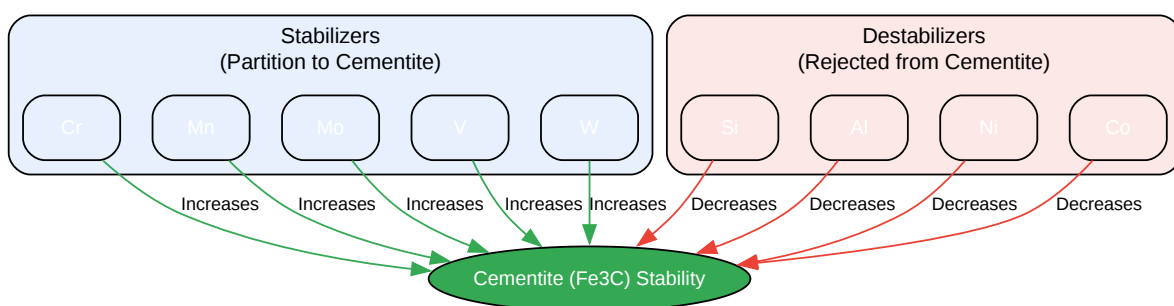 Stabilizers
(Partition to Cementite)
Destabilizers
(Rejected from Cementite)
Cr
Mn
Mo
V
W
Si
Al
Ni
Co
Increases
Increases
Increases
Increases
Increases
Decreases
Decreases
Decreases
Decreases
Cementite (Fe3C) Stability